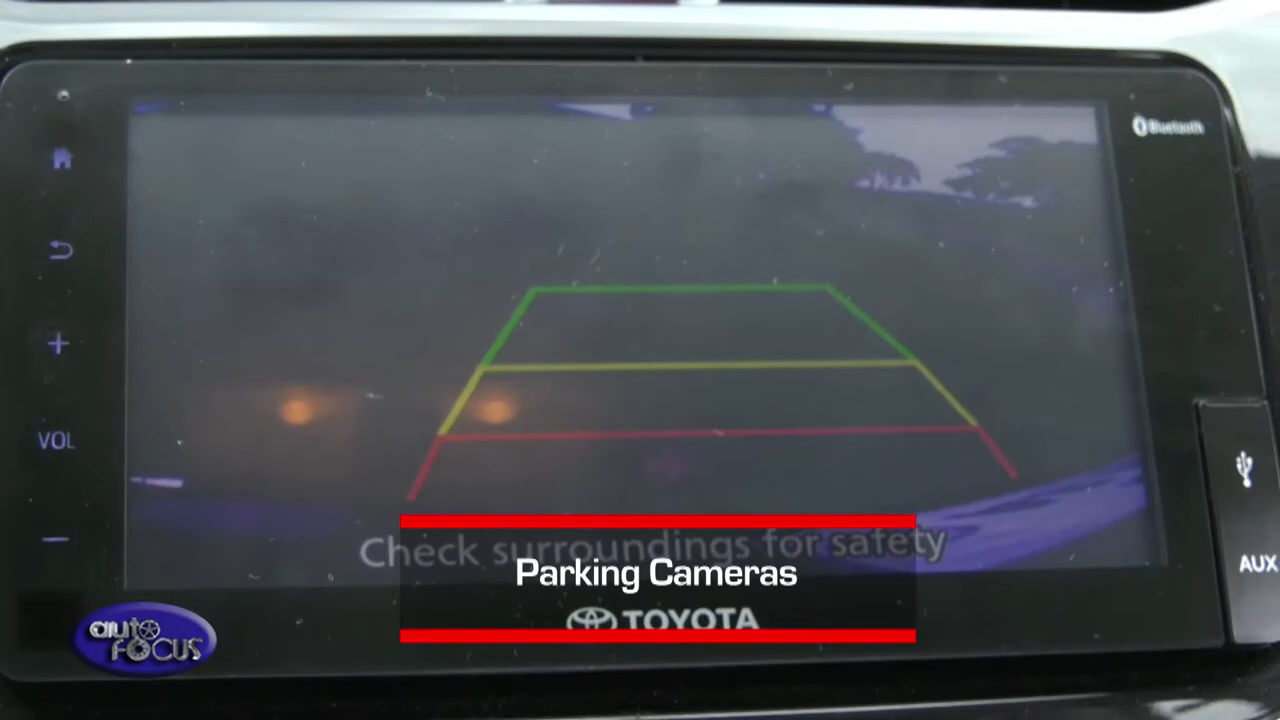 Bluetooth
VOL
Check surroundings for safety
Parking Cameras
AUX
TOYOTA
auto
FOCUS